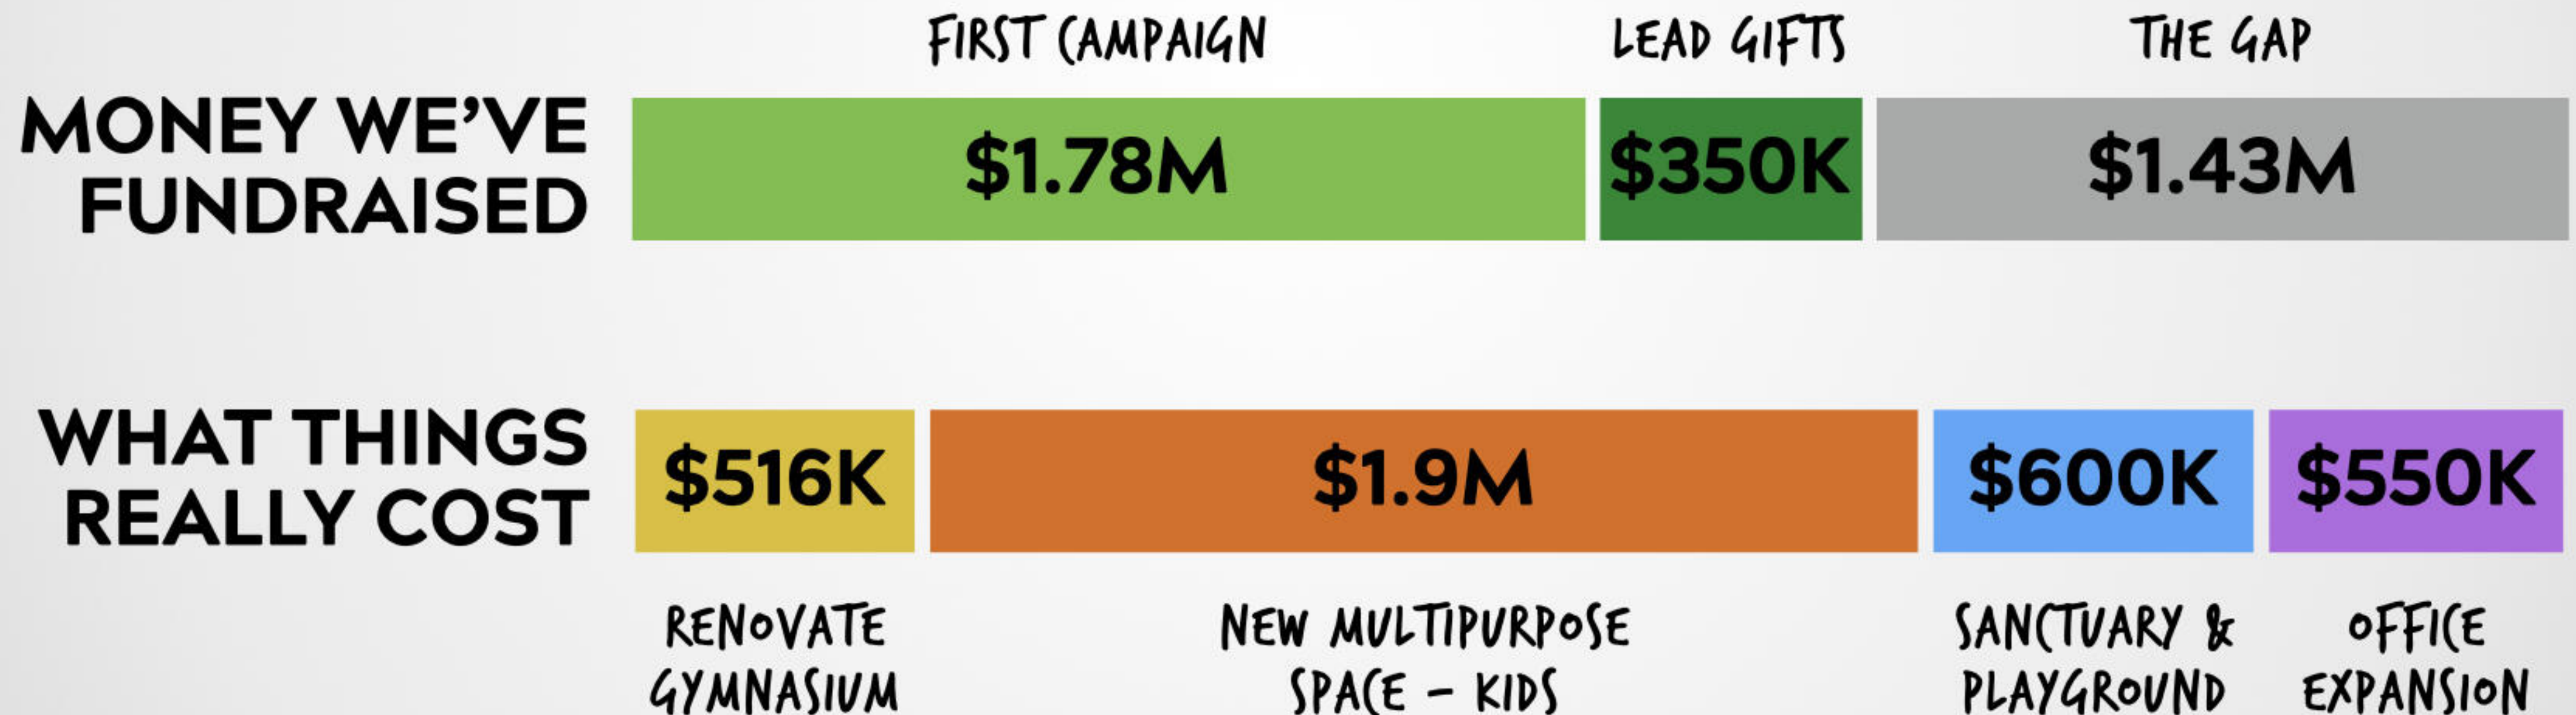 FIRST CAMPAIGN LEAD GIFTS THE GAP
MONEY WE'VE
FUNDRAISED
$1.78M $350K $1.43M
WHAT THINGS
REALLY COST
$516K $1.9M $600K $550K
RENOVATE
GYMNASIUM
NEW MULTIPURPOSE
SPACE – KIDS
SANCTUARY &
PLAYGROUND
OFFICE
EXPANSION